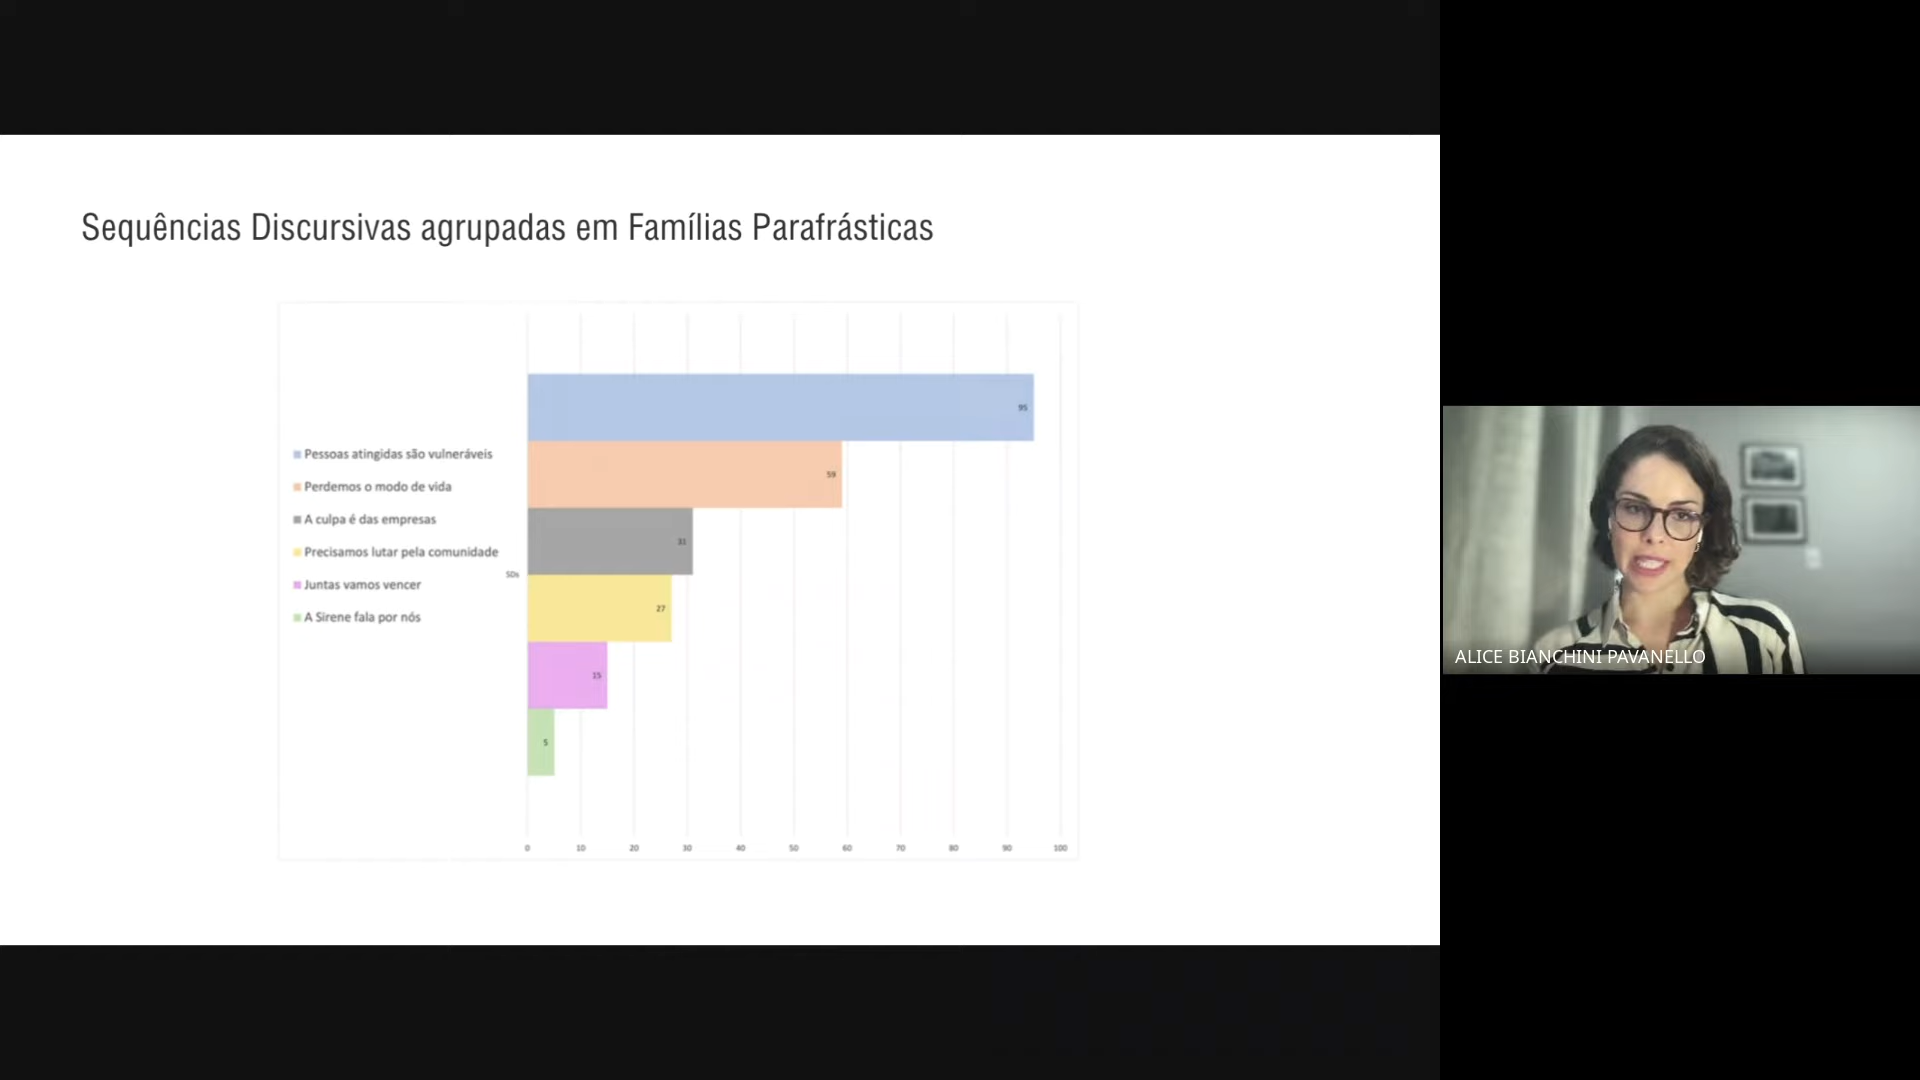 Sequências Discursivas agrupadas em Famílias Parafrásticas
95
59
31
27
15
5
Pessoas atingidas são vulneráveis
Perdemos o modo de vida
A culpa é das empresas
Precisamos lutar pela comunidade
Juntas vamos vencer
A Sirene fala por nós
SDs
0 10 20 30 40 50 60 70 80 90 100
ALICE BIANCHINI PAVANELLO